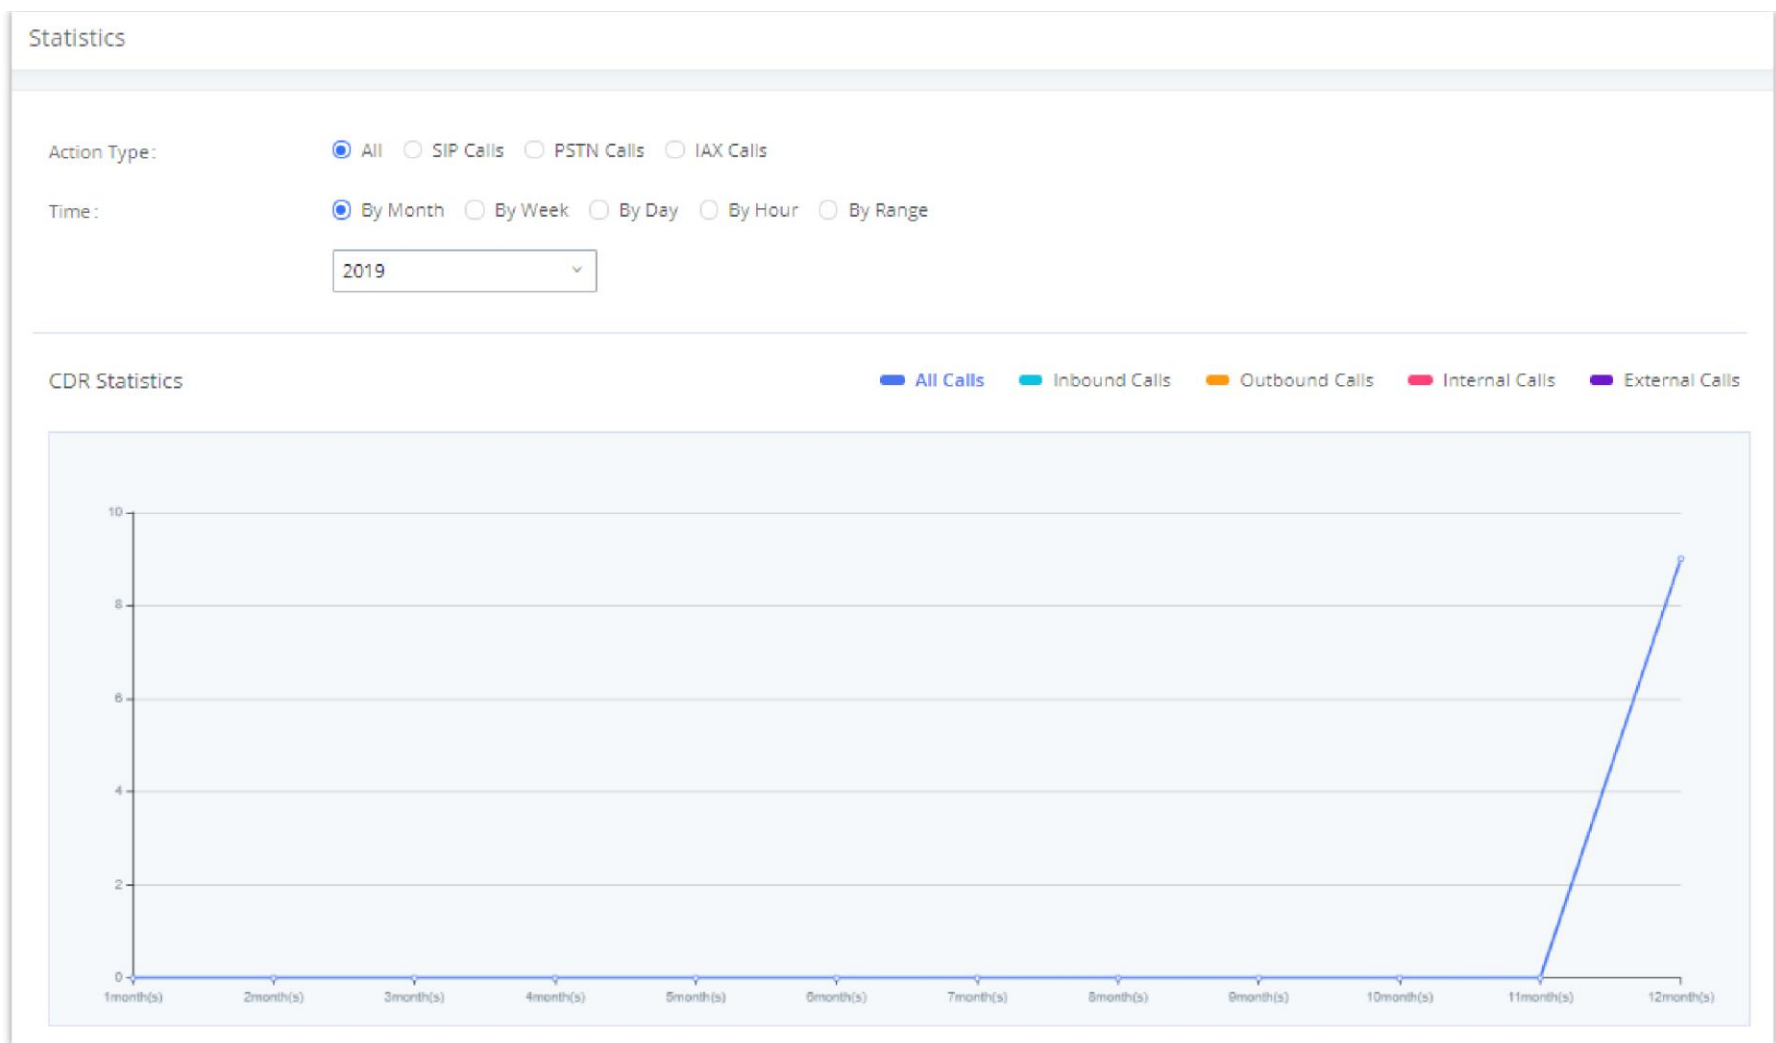 Statistics
Action Type: All SIP Calls PSTN Calls IAX Calls
Time: By Month By Week By Day By Hour By Range
2019
CDR Statistics All Calls Inbound Calls Outbound Calls Internal Calls External Calls
10
8
6
4
2
0
1month(s) 2month(s) 3month(s) 4month(s) 5month(s) 6month(s) 7month(s) 8month(s) 9month(s) 10month(s) 11month(s) 12month(s)